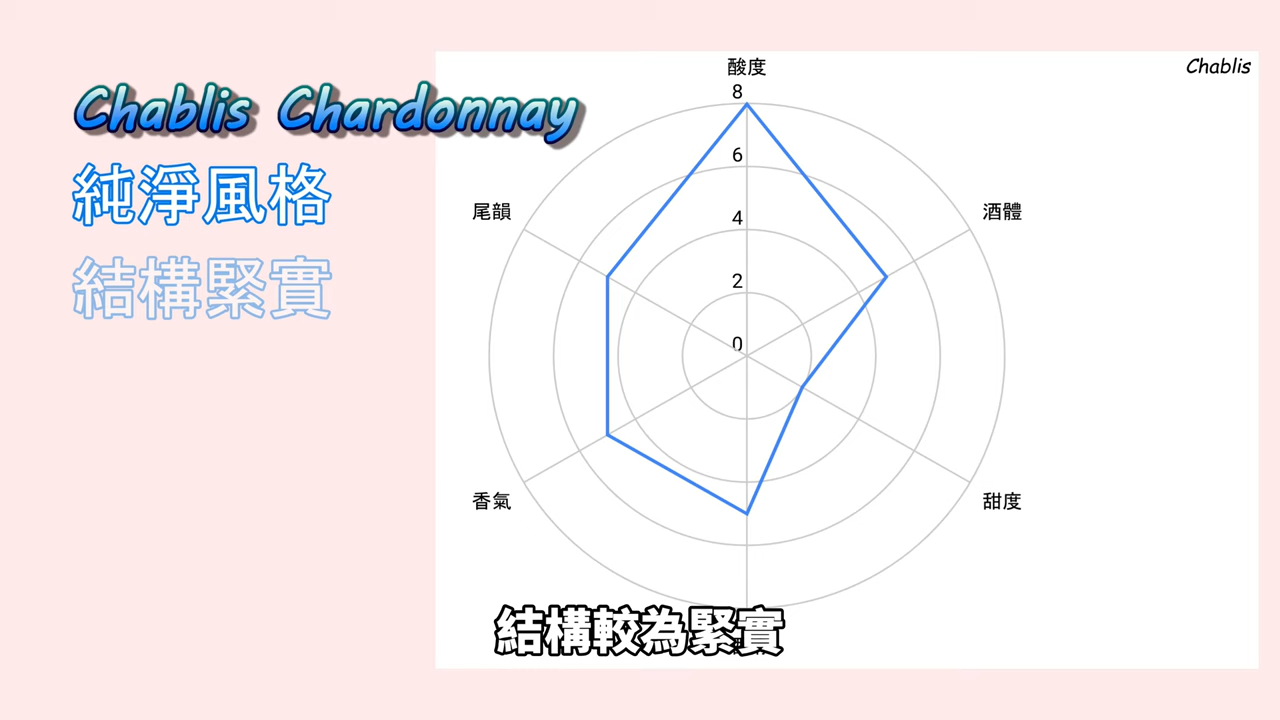 Chablis Chardonnay
純淨風格
結構緊實
Chablis
酸度
8
6
4
2
0
尾韻
酒體
香氣
甜度
結構較為緊實